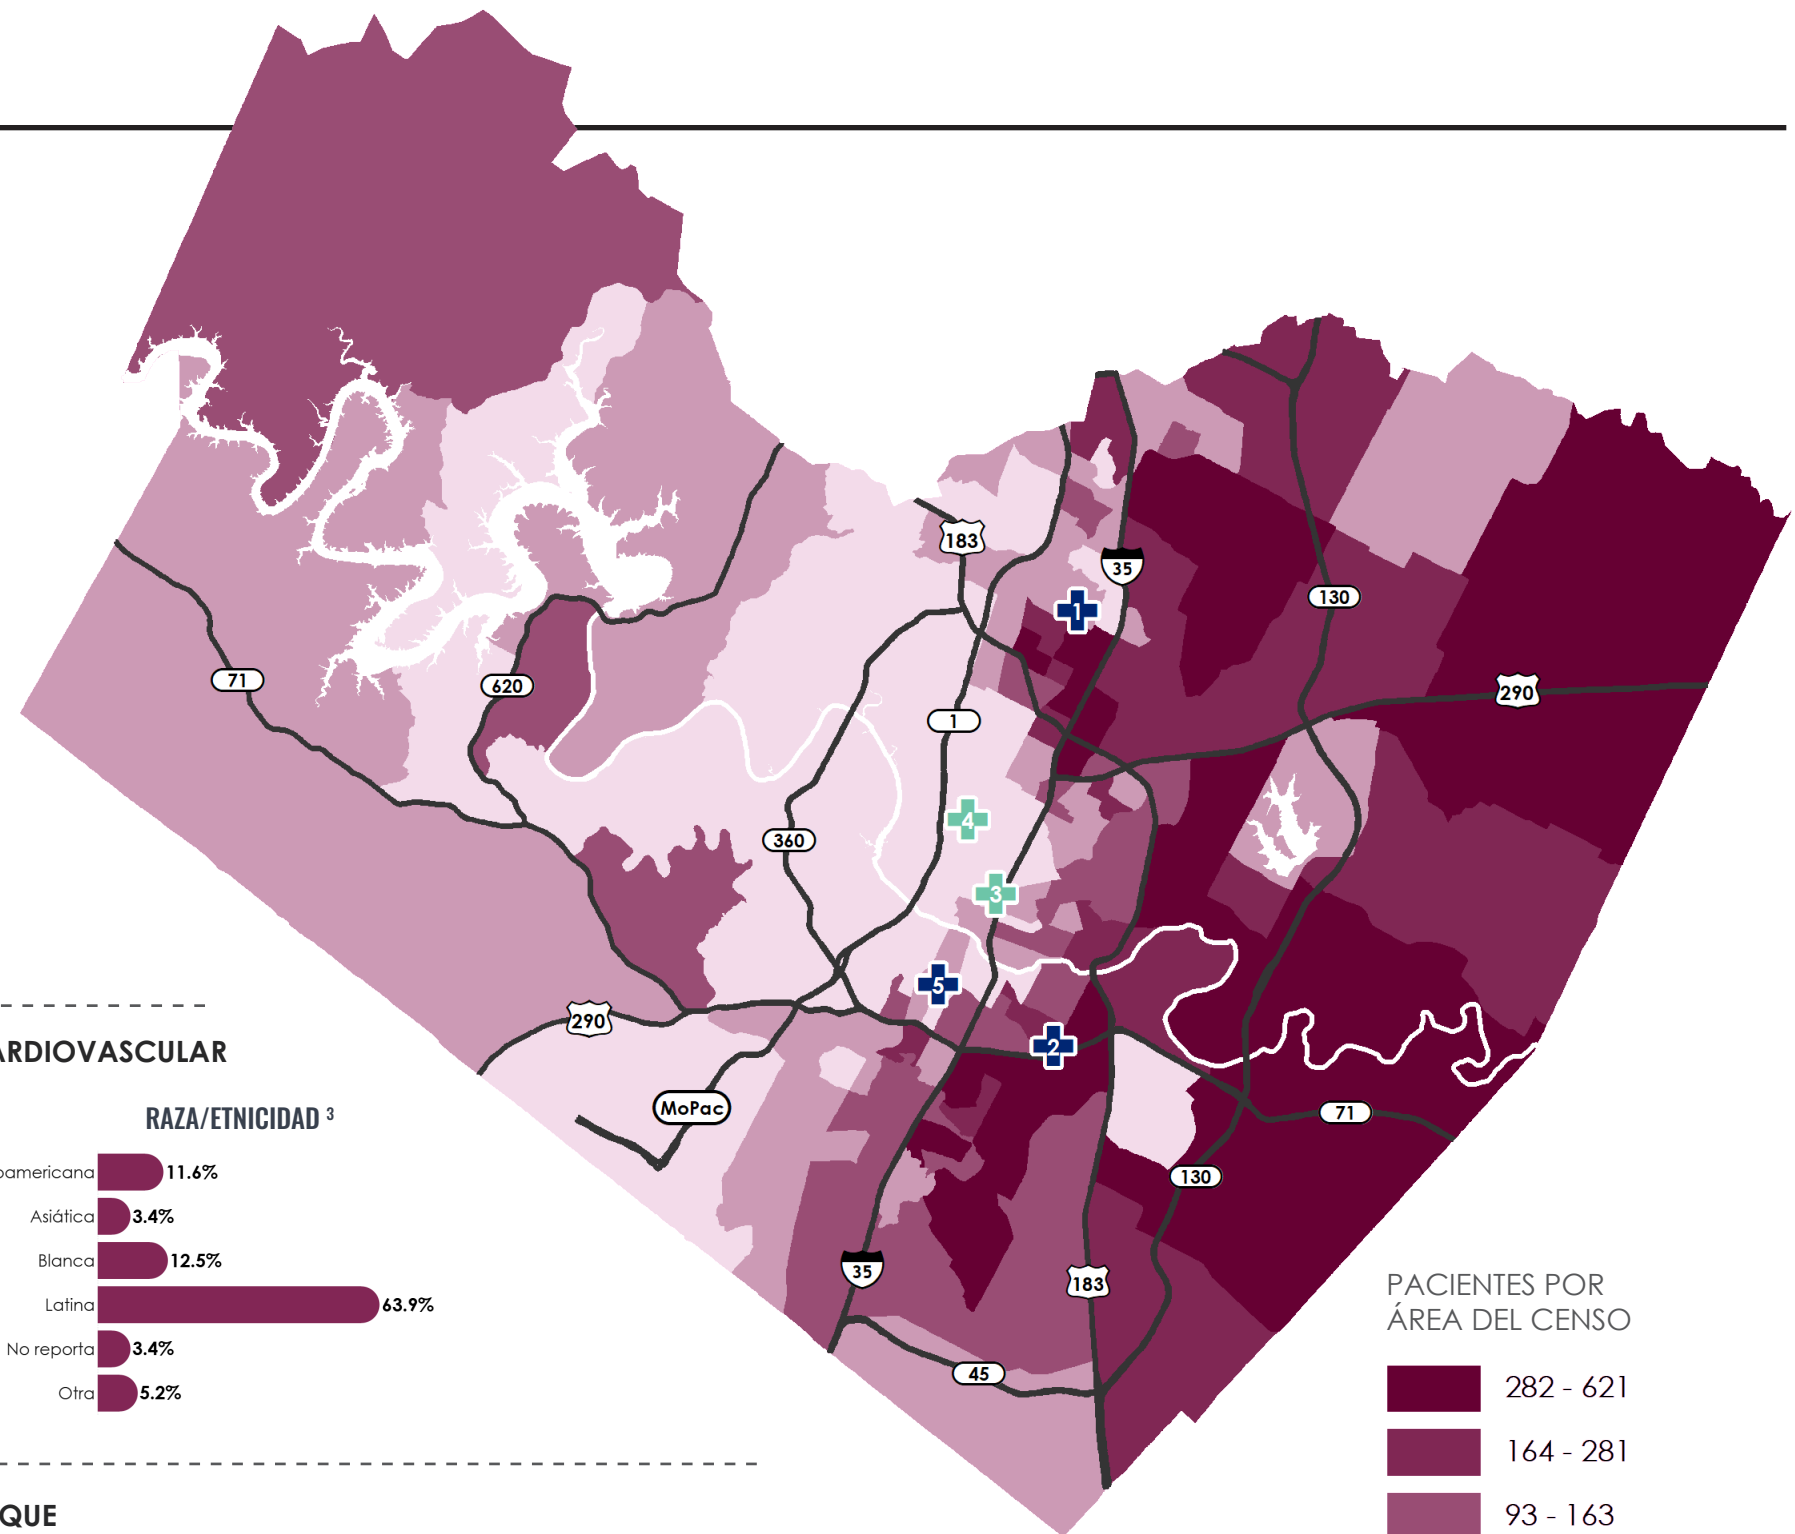 183
35
1
130
71
620
290
1
4
360
3
5
290
2
MoPac
71
130
35
183
45
ARDIOVASCULAR
RAZA/ETNICIDAD 3
oamericana 11.6%
Asiática 3.4%
Blanca 12.5%
Latina 63.9%
No reporta 3.4%
Otra 5.2%
QUE
PACIENTES POR
ÁREA DEL CENSO
282 - 621
164 - 281
93 - 163